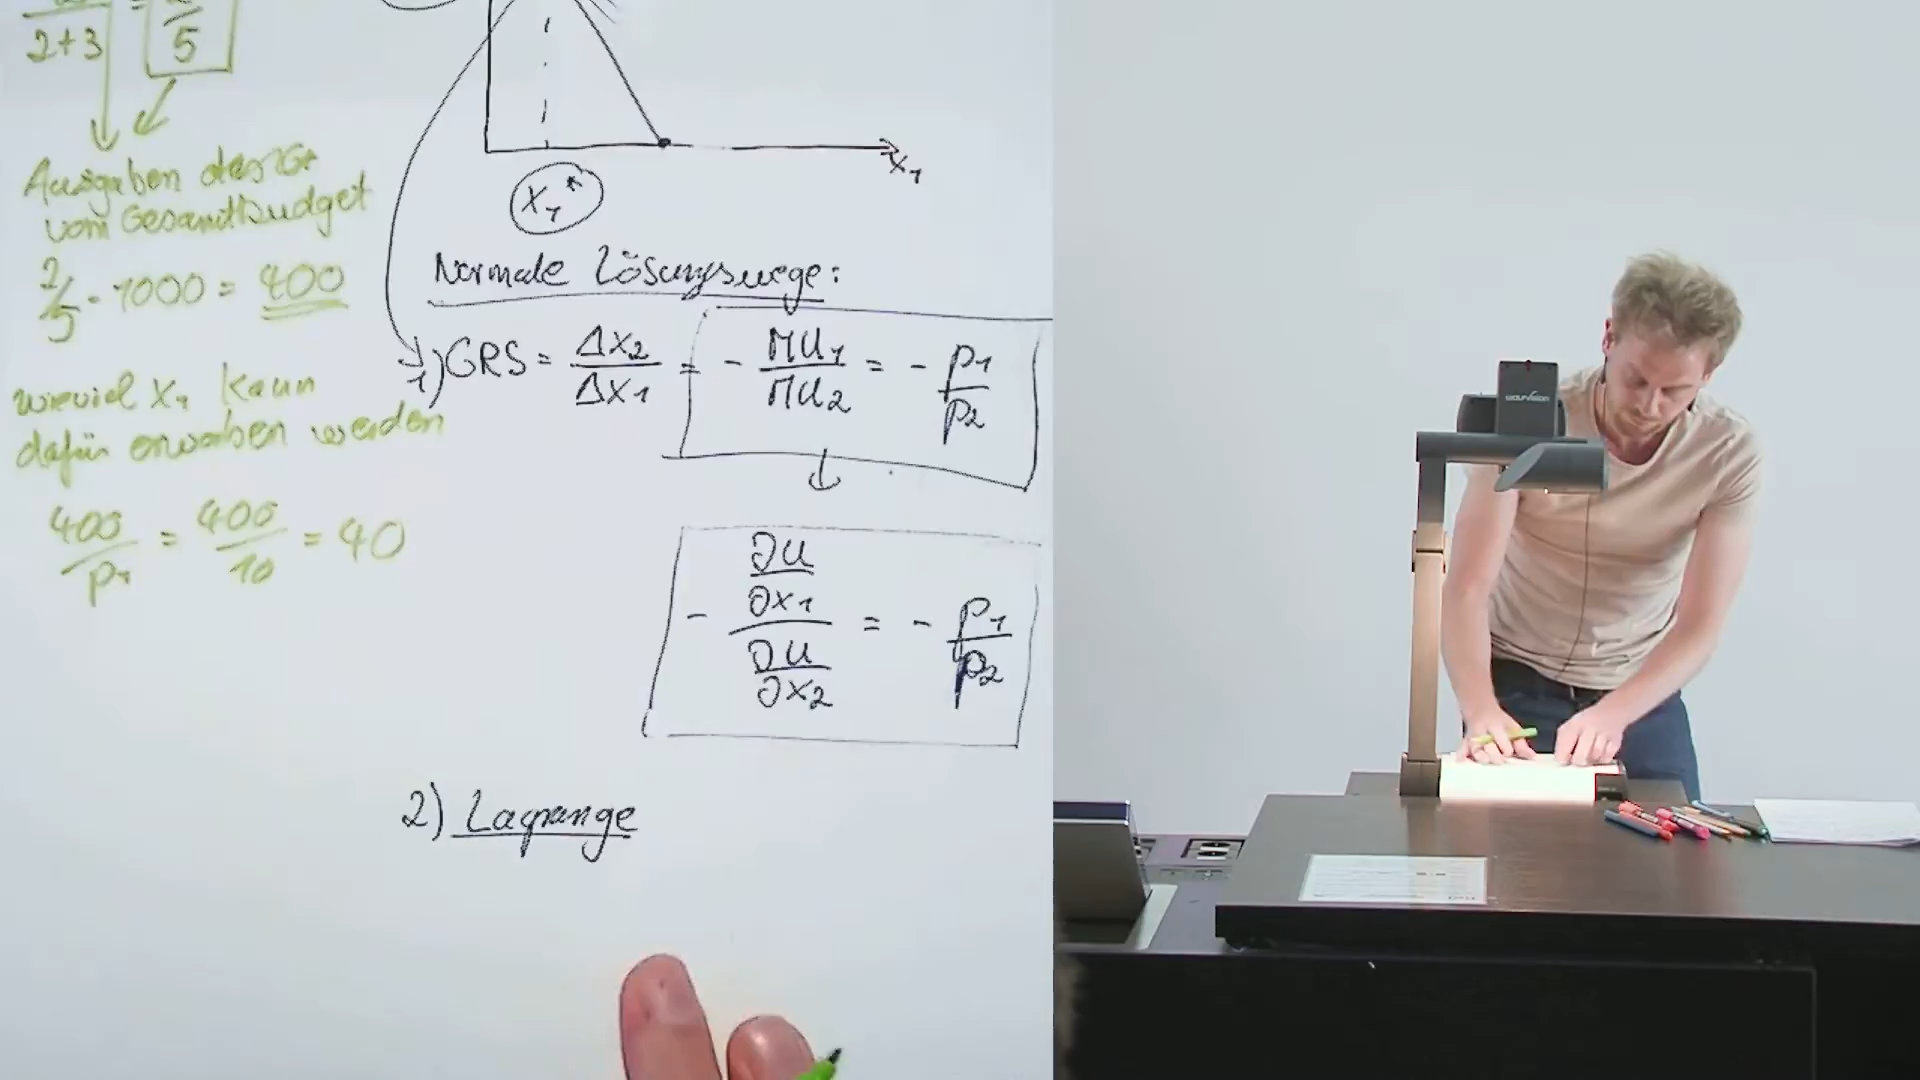 2+3 = 2/5
Ausgaben des G
vom Gesamtbudget
2/5 · 1000 = 400
wieviel x₁ kann
dafür erworben werden
400/p₁ = 400/10 = 40
x₁
x₁*
Normale Lösungswege:
1) GRS = Δx₂/Δx₁ = - MU₁/MU₂ = - p₁/p₂
- (∂U/∂x₁)/(∂U/∂x₂) = - p₁/p₂
2) Lagrange
wolfvision